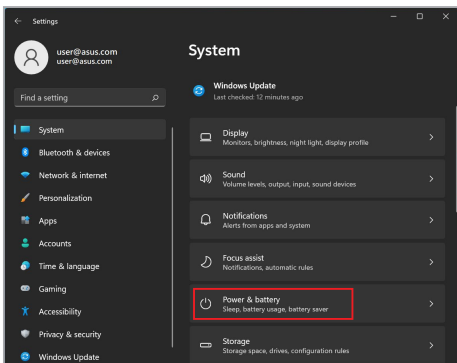 Settings
user@asus.com
user@asus.com
Find a setting
System
Bluetooth & devices
Network & internet
Personalization
Apps
Accounts
Time & language
Gaming
Accessibility
Privacy & security
Windows Update
System
Windows Update
Last checked: 12 minutes ago
Display
Monitors, brightness, night light, display profile
Sound
Volume levels, output, input, sound devices
Notifications
Alerts from apps and system
Focus assist
Notifications, automatic rules
Power & battery
Sleep, battery usage, battery saver
Storage
Storage space, drives, configuration rules